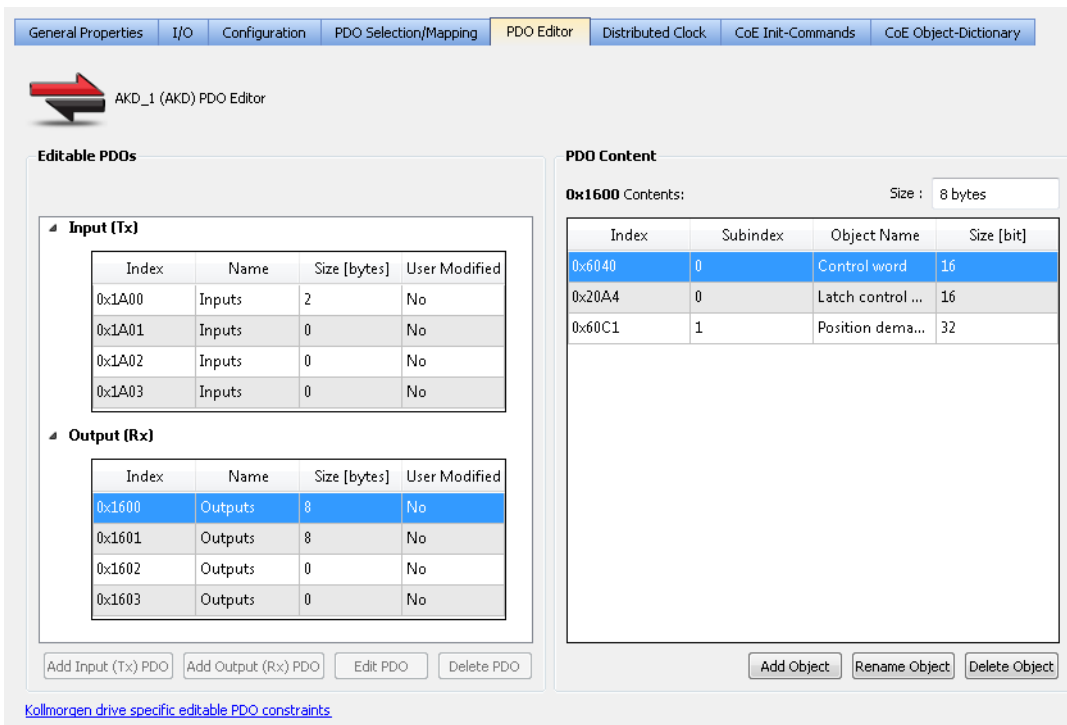 General Properties I/O Configuration PDO Selection/Mapping PDO Editor Distributed Clock CoE Init-Commands CoE Object-Dictionary
AKD_1 (AKD) PDO Editor
Editable PDOs
Input (Tx)
Index Name Size [bytes] User Modified
0x1A00 Inputs 2 No
0x1A01 Inputs 0 No
0x1A02 Inputs 0 No
0x1A03 Inputs 0 No
Output (Rx)
Index Name Size [bytes] User Modified
0x1600 Outputs 8 No
0x1601 Outputs 8 No
0x1602 Outputs 0 No
0x1603 Outputs 0 No
Add Input (Tx) PDO Add Output (Rx) PDO Edit PDO Delete PDO
PDO Content
0x1600 Contents: Size : 8 bytes
Index Subindex Object Name Size [bit]
0x6040 0 Control word 16
0x20A4 0 Latch control ... 16
0x60C1 1 Position dema... 32
Add Object Rename Object Delete Object
Kollmorgen drive specific editable PDO constraints